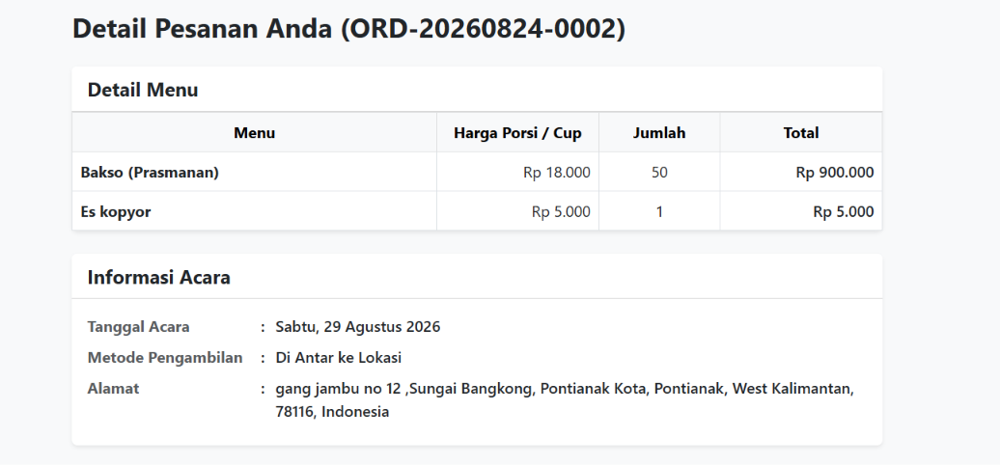 Detail Pesanan Anda (ORD-20260824-0002)
Detail Menu
Menu Harga Porsi / Cup Jumlah Total
Bakso (Prasmanan) Rp 18.000 50 Rp 900.000
Es kopyor Rp 5.000 1 Rp 5.000
Informasi Acara
Tanggal Acara : Sabtu, 29 Agustus 2026
Metode Pengambilan : Di Antar ke Lokasi
Alamat : gang jambu no 12 ,Sungai Bangkong, Pontianak Kota, Pontianak, West Kalimantan,
78116, Indonesia